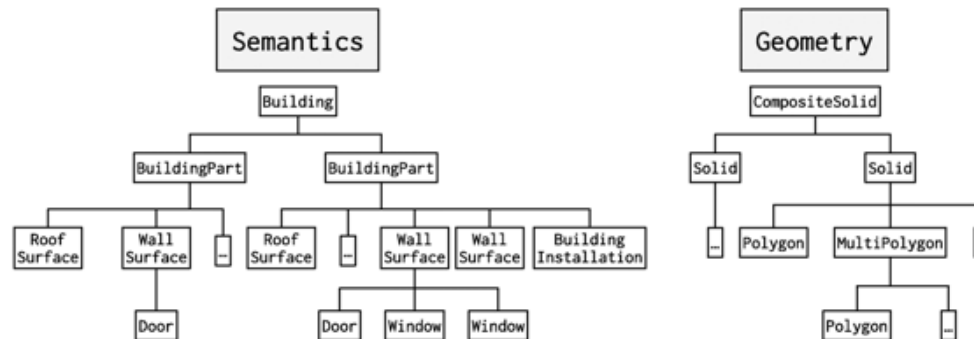 Semantics
Geometry
Building
CompositeSolid
BuildingPart
BuildingPart
Solid
Solid
Roof
Surface
Wall
Surface
…
Roof
Surface
…
Wall
Surface
Wall
Surface
Building
Installation
…
Polygon
MultiPolygon
Door
Door
Window
Window
Polygon
…